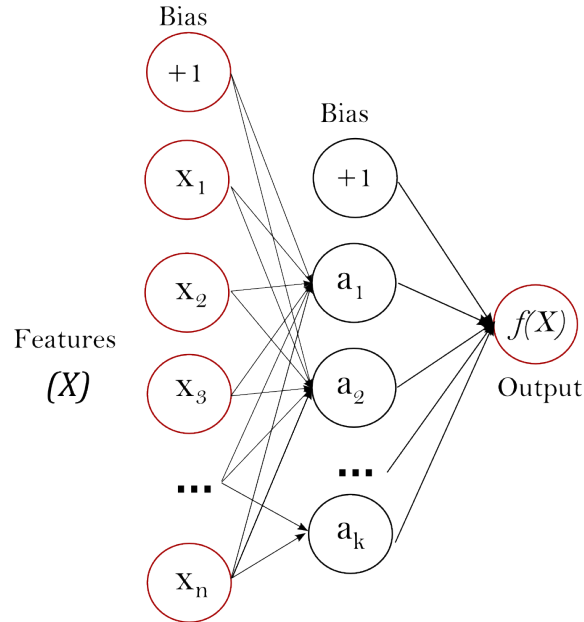 Bias
+1
Bias
x₁
+1
x₂
a₁
Features
(X)
f(X)
x₃
a₂
Output
...
...
xₙ
aₖ